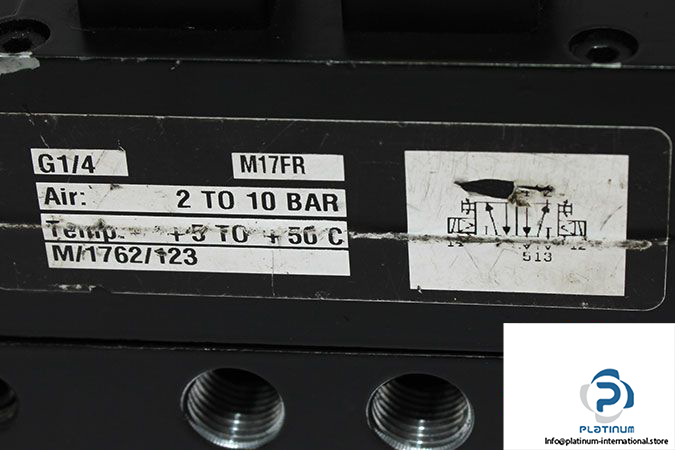 G1/4 M17FR
Air: 2 TO 10 BAR
Temp. +5 TO +50 C
M/1762/123
14 12
513
PLATINUM
Info@platinum-international.store